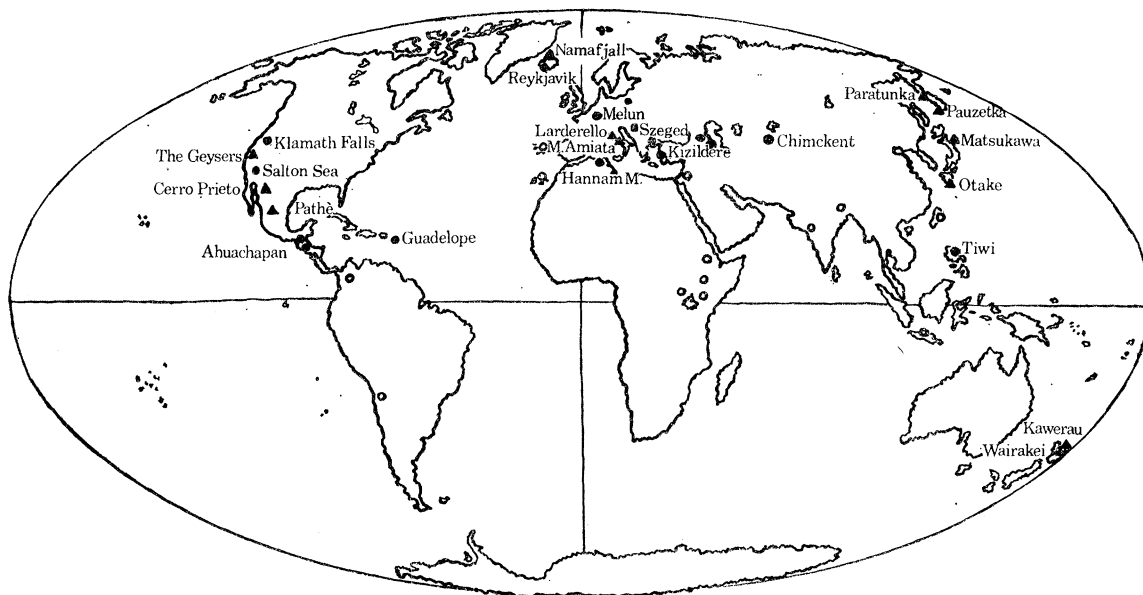 Namafjall
Reykjavik
Paratunka
Pauzetka
Melun
Klamath Falls
Larderello
Szeged
Chimckent
Matsukawa
The Geysers
M.Amiata
Kizildere
Salton Sea
Hannam M.
Otake
Cerro Prieto
Pathè
Ahuachapan
Guadelope
Tiwi
Kawerau
Wairakei